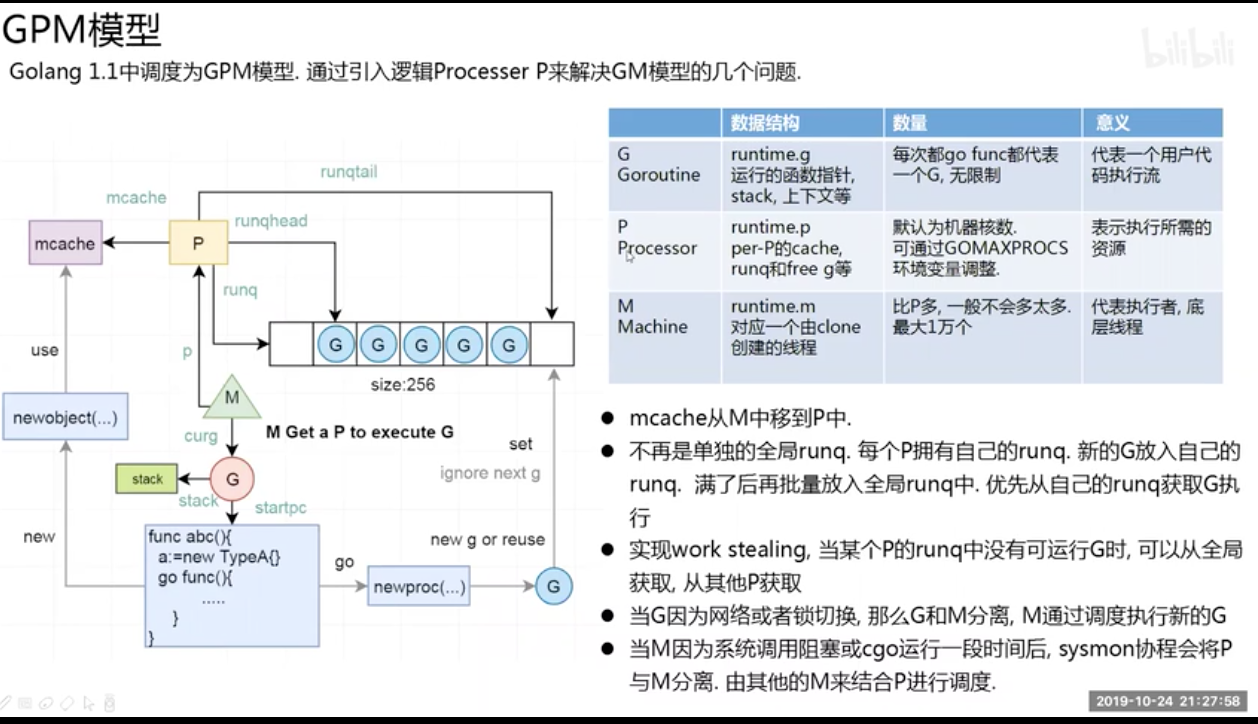 GPM模型
bilibili
Golang 1.1中调度为GPM模型. 通过引入逻辑Processer P来解决GM模型的几个问题.
runqtail
mcache
runqhead
mcache
P
runq
use
p
G G G G G
size:256
newobject(...)
M
M Get a P to execute G
curg
set
ignore next g
stack
G
stack
startpc
new
func abc(){
a:=new TypeA{}
go func(){
.....
}
}
go
newproc(...)
new g or reuse
G
数据结构 数量 意义
G
Goroutine
runtime.g
运行的函数指针,
stack, 上下文等
每次都go func都代表
一个G, 无限制
代表一个用户代
码执行流
P
Processor
runtime.p
per-P的cache,
runq和free g等
默认为机器核数.
可通过GOMAXPROCS
环境变量调整.
表示执行所需的
资源
M
Machine
runtime.m
对应一个由clone
创建的线程
比P多, 一般不会多太多.
最大1万个
代表执行者, 底
层线程
● mcache从M中移到P中.
● 不再是单独的全局runq. 每个P拥有自己的runq. 新的G放入自己的
runq. 满了后再批量放入全局runq中. 优先从自己的runq获取G执
行
● 实现work stealing, 当某个P的runq中没有可运行G时, 可以从全局
获取, 从其他P获取
● 当G因为网络或者锁切换, 那么G和M分离, M通过调度执行新的G
● 当M因为系统调用阻塞或cgo运行一段时间后, sysmon协程会将P
与M分离. 由其他的M来结合P进行调度.
2019-10-24 21:27:58